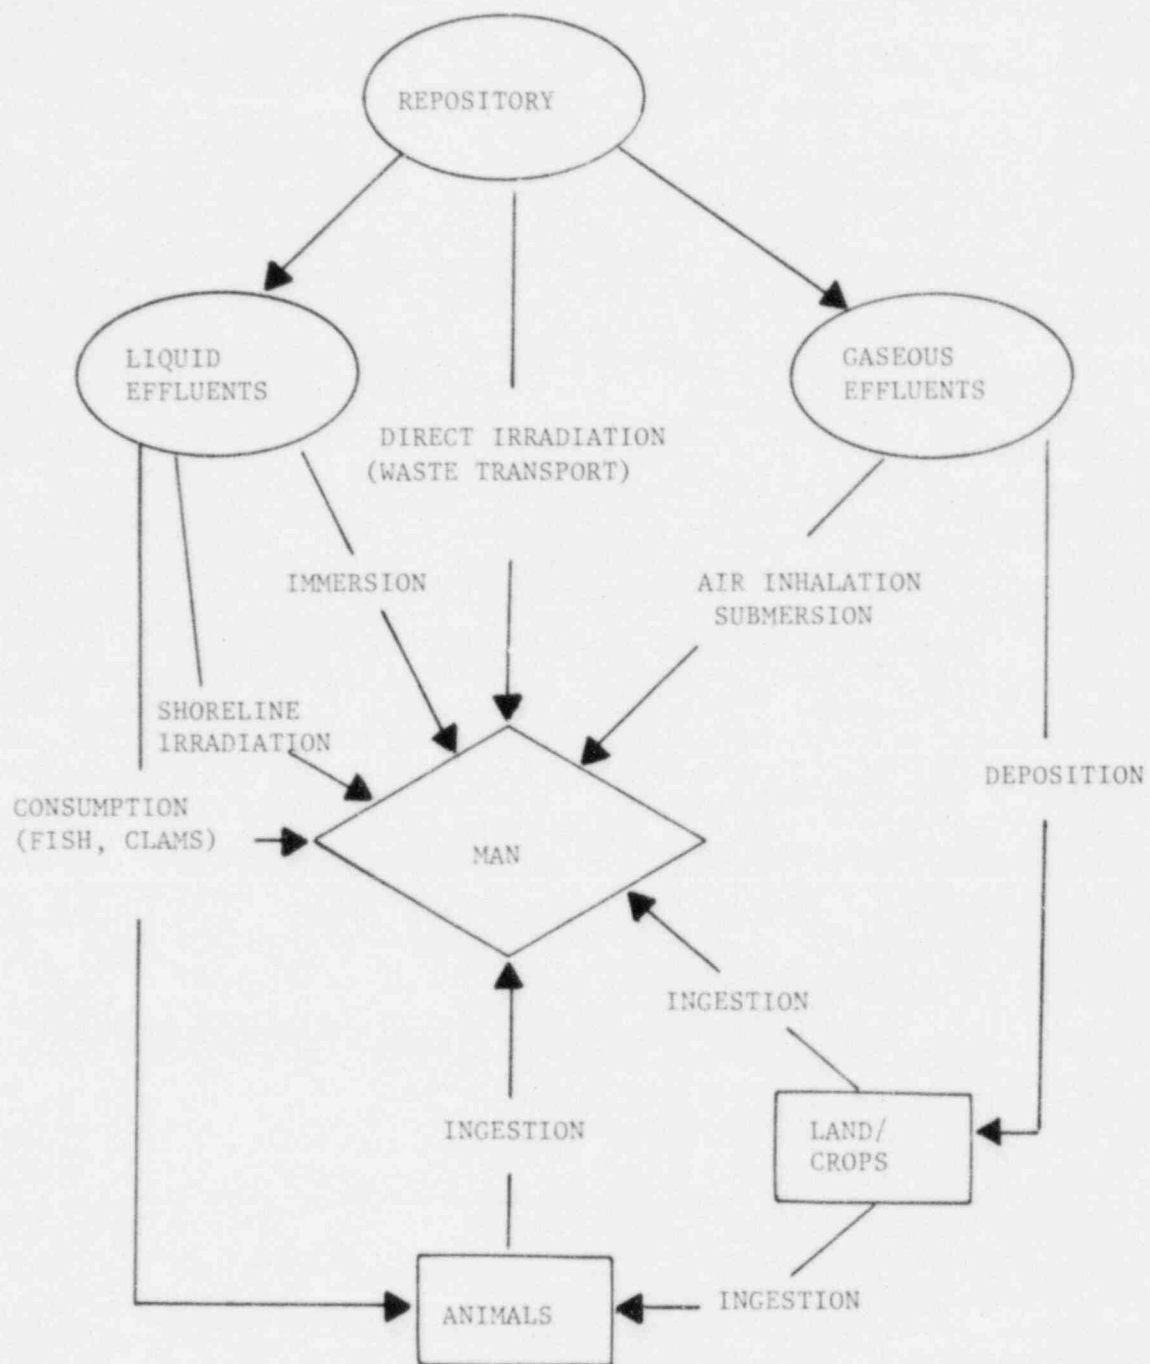 REPOSITORY
LIQUID
EFFLUENTS
GASEOUS
EFFLUENTS
DIRECT IRRADIATION
(WASTE TRANSPORT)
IMMERSION
AIR INHALATION
SUBMERSION
SHORELINE
IRRADIATION
DEPOSITION
CONSUMPTION
(FISH, CLAMS)
MAN
INGESTION
INGESTION
LAND/
CROPS
INGESTION
ANIMALS